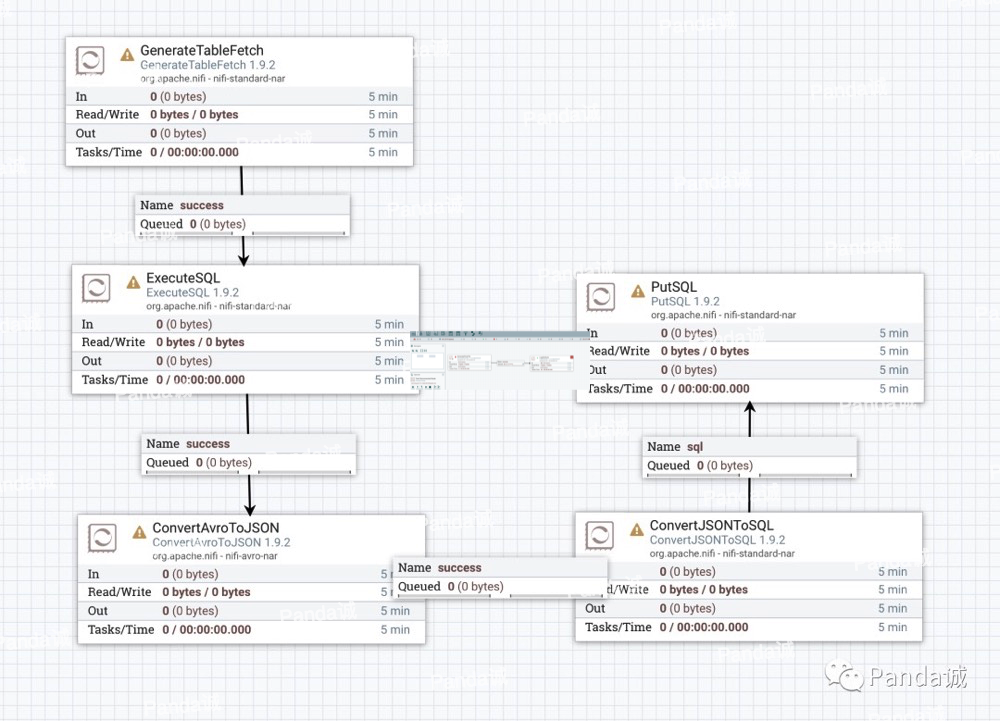 GenerateTableFetch
GenerateTableFetch 1.9.2
org.apache.nifi - nifi-standard-nar
In 0 (0 bytes) 5 min
Read/Write 0 bytes / 0 bytes 5 min
Out 0 (0 bytes) 5 min
Tasks/Time 0 / 00:00:00.000 5 min
Name success
Queued 0 (0 bytes)
ExecuteSQL
ExecuteSQL 1.9.2
org.apache.nifi - nifi-standard-nar
In 0 (0 bytes) 5 min
Read/Write 0 bytes / 0 bytes 5 min
Out 0 (0 bytes) 5 min
Tasks/Time 0 / 00:00:00.000 5 min
Name success
Queued 0 (0 bytes)
ConvertAvroToJSON
ConvertAvroToJSON 1.9.2
org.apache.nifi - nifi-avro-nar
In 0 (0 bytes) 5
Read/Write 0 bytes / 0 bytes 5
Out 0 (0 bytes) 5 min
Tasks/Time 0 / 00:00:00.000 5 min
Name success
Queued 0 (0 bytes)
ConvertJSONToSQL
ConvertJSONToSQL 1.9.2
org.apache.nifi - nifi-standard-nar
0 (0 bytes) 5 min
d/Write 0 bytes / 0 bytes 5 min
Out 0 (0 bytes) 5 min
Tasks/Time 0 / 00:00:00.000 5 min
Name sql
Queued 0 (0 bytes)
PutSQL
PutSQL 1.9.2
org.apache.nifi - nifi-standard-nar
In 0 (0 bytes) 5 min
Read/Write 0 bytes / 0 bytes 5 min
Out 0 (0 bytes) 5 min
Tasks/Time 0 / 00:00:00.000 5 min
Panda诚